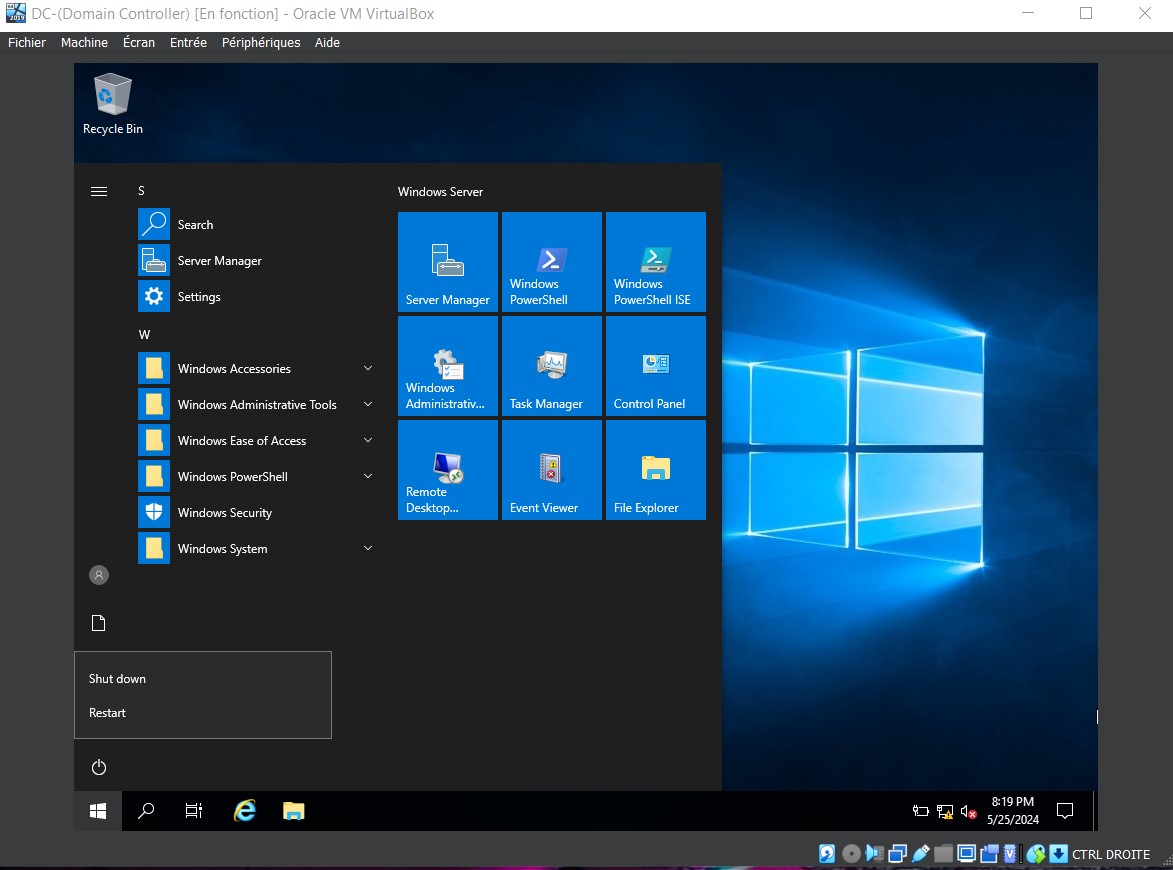 DC-(Domain Controller) [En fonction] - Oracle VM VirtualBox
Fichier Machine Écran Entrée Périphériques Aide
Recycle Bin
S
Search
Server Manager
Settings
W
Windows Accessories
Windows Administrative Tools
Windows Ease of Access
Windows PowerShell
Windows Security
Windows System
Windows Server
Server Manager
Windows
PowerShell
Windows
PowerShell ISE
Windows
Administrativ...
Task Manager
Control Panel
Remote
Desktop...
Event Viewer
File Explorer
Shut down
Restart
8:19 PM
5/25/2024
CTRL DROITE